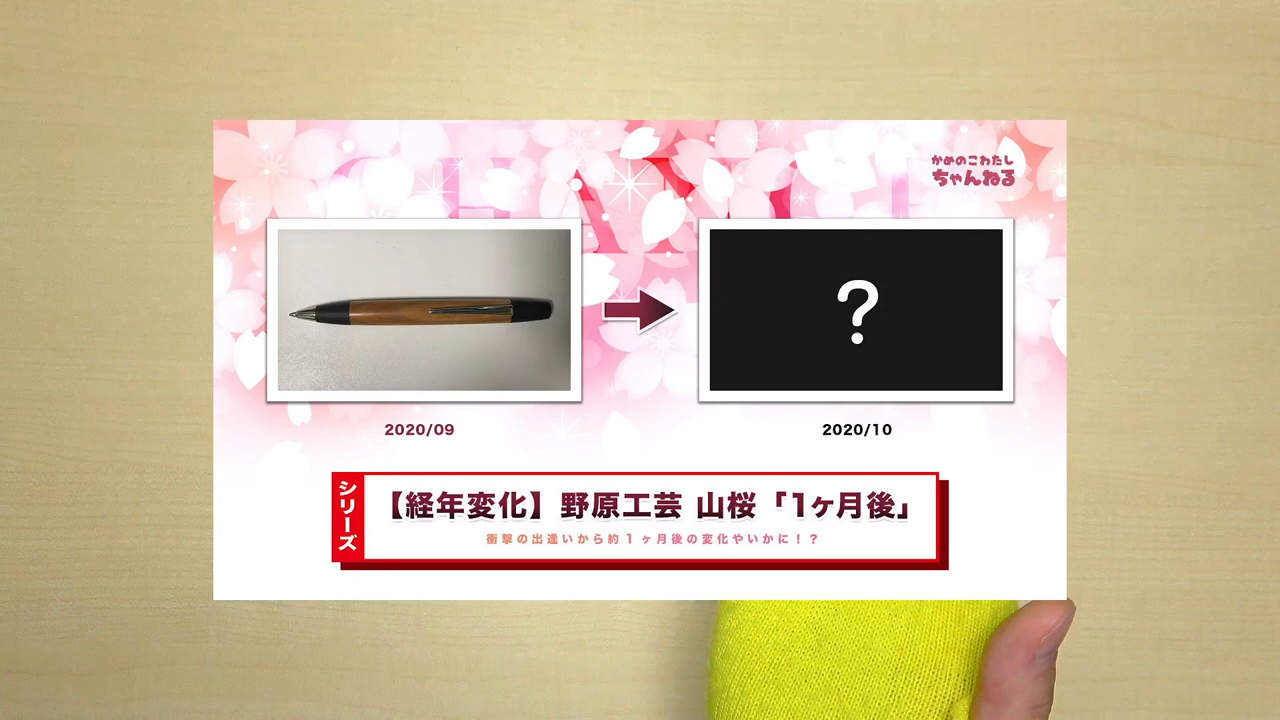 かめのこわたし
ちゃんねる
?
2020/09
2020/10
シリーズ
【経年変化】野原工芸 山桜「1ヶ月後」
衝撃の出逢いから約1ヶ月後の変化やいかに！？